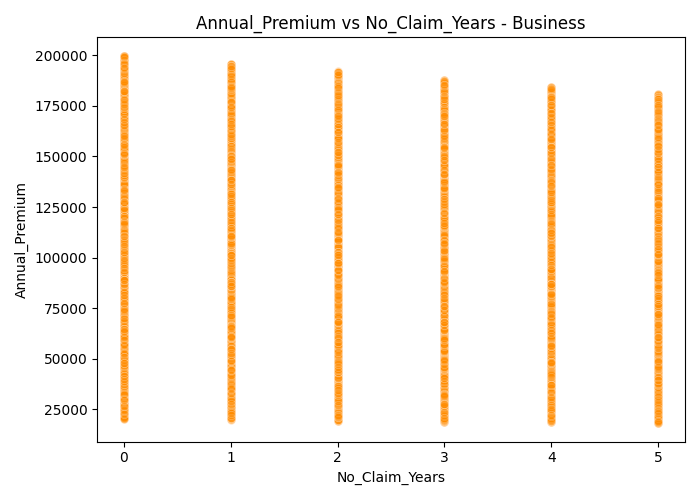 Annual_Premium vs No_Claim_Years - Business
Annual_Premium
200000
175000
150000
125000
100000
75000
50000
25000
0 1 2 3 4 5
No_Claim_Years